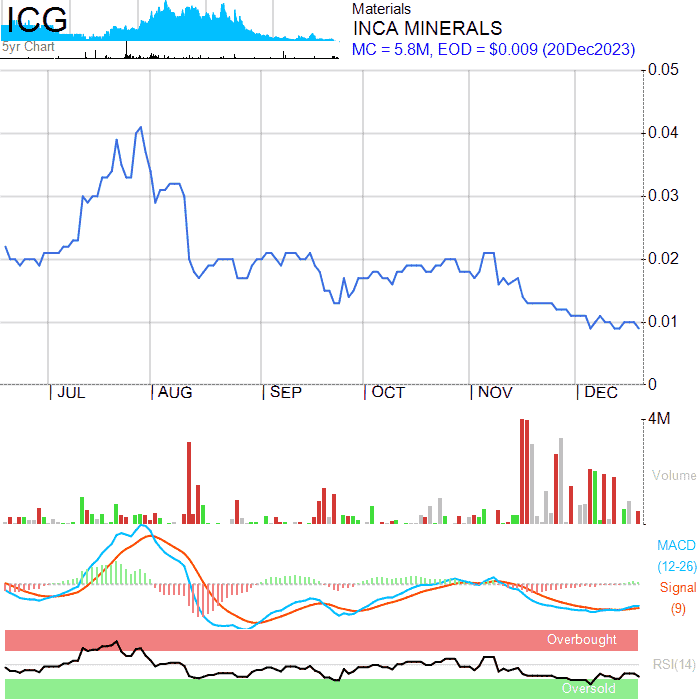 ICG
5yr Chart
Materials
INCA MINERALS
MC = 5.8M, EOD = $0.009 (20Dec2023)
0.05
0.04
0.03
0.02
0.01
0
JUL AUG SEP OCT NOV DEC
4M
Volume
MACD
(12-26)
Signal
(9)
Overbought
RSI(14)
Oversold